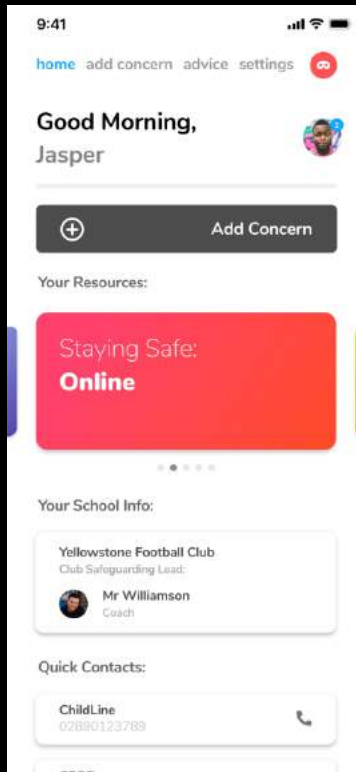 9:41
home add concern advice settings
Good Morning,
Jasper
Add Concern
Your Resources:
Staying Safe:
Online
Your School Info:
Yellowstone Football Club
Club Safeguarding Lead:
Mr Williamson
Coach
Quick Contacts:
ChildLine
02890123789